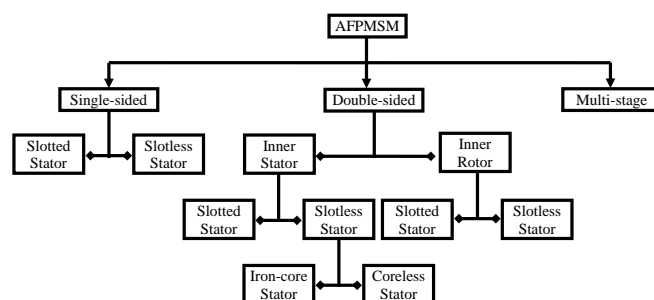 AFPMSM
Single-sided
Double-sided
Multi-stage
Slotted
Stator
Slotless
Stator
Inner
Stator
Inner
Rotor
Slotted
Stator
Slotless
Stator
Slotted
Stator
Slotless
Stator
Iron-core
Stator
Coreless
Stator